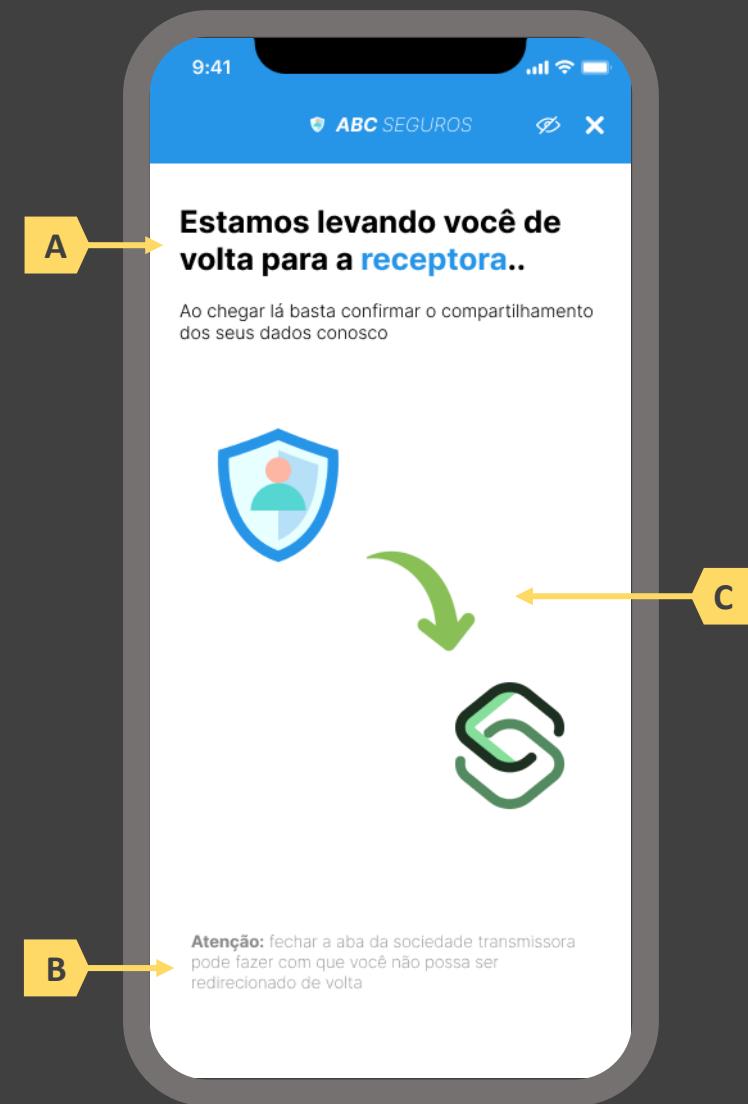 9:41
ABC SEGUROS
A
Estamos levando você de
volta para a receptora..
Ao chegar lá basta confirmar o compartilhamento
dos seus dados conosco
C
B
Atenção: fechar a aba da sociedade transmissora
pode fazer com que você não possa ser
redirecionado de volta